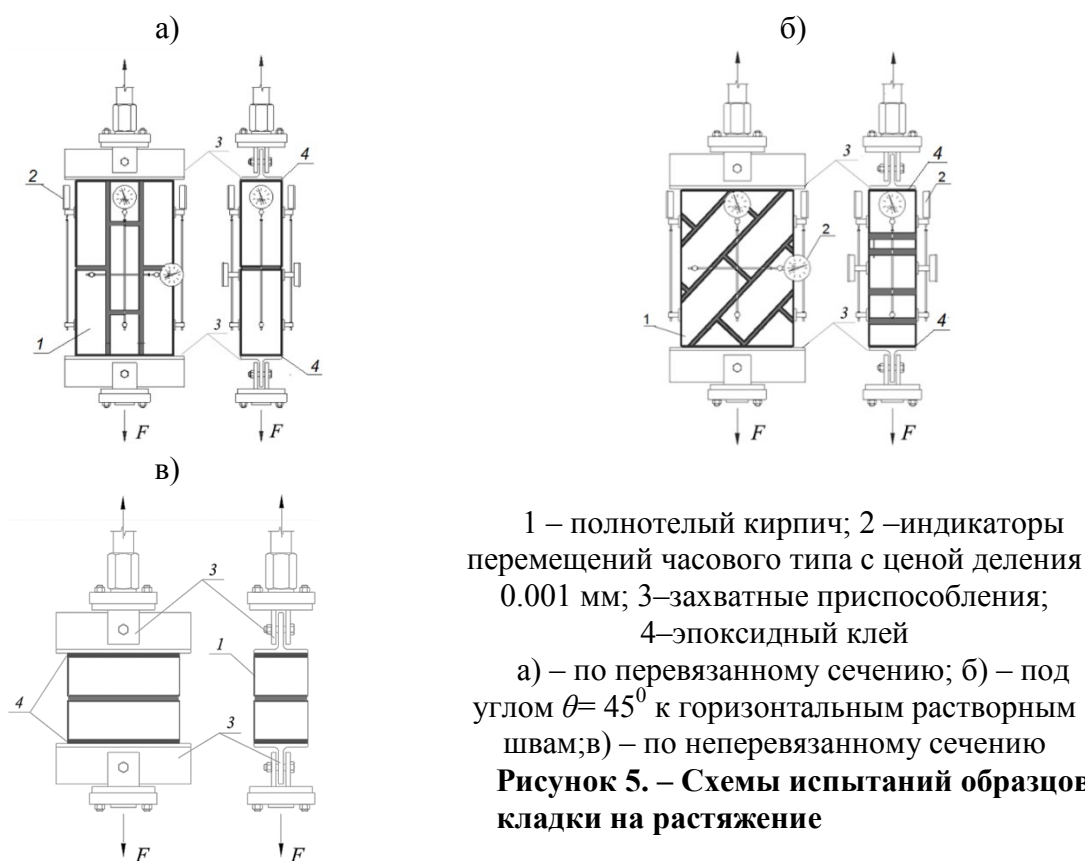 а)
б)
3
4
2
1
3
4
F
F
3
4
2
2
1
3
4
F
F
в)
3
1
4
3
F
F
1 – полнотелый кирпич; 2 –индикаторы
перемещений часового типа с ценой деления
0.001 мм; 3–захватные приспособления;
4–эпоксидный клей
а) – по перевязанному сечению; б) – под
углом θ= 45⁰ к горизонтальным растворным
швам;в) – по неперевязанному сечению
Рисунок 5. – Схемы испытаний образцов
кладки на растяжение